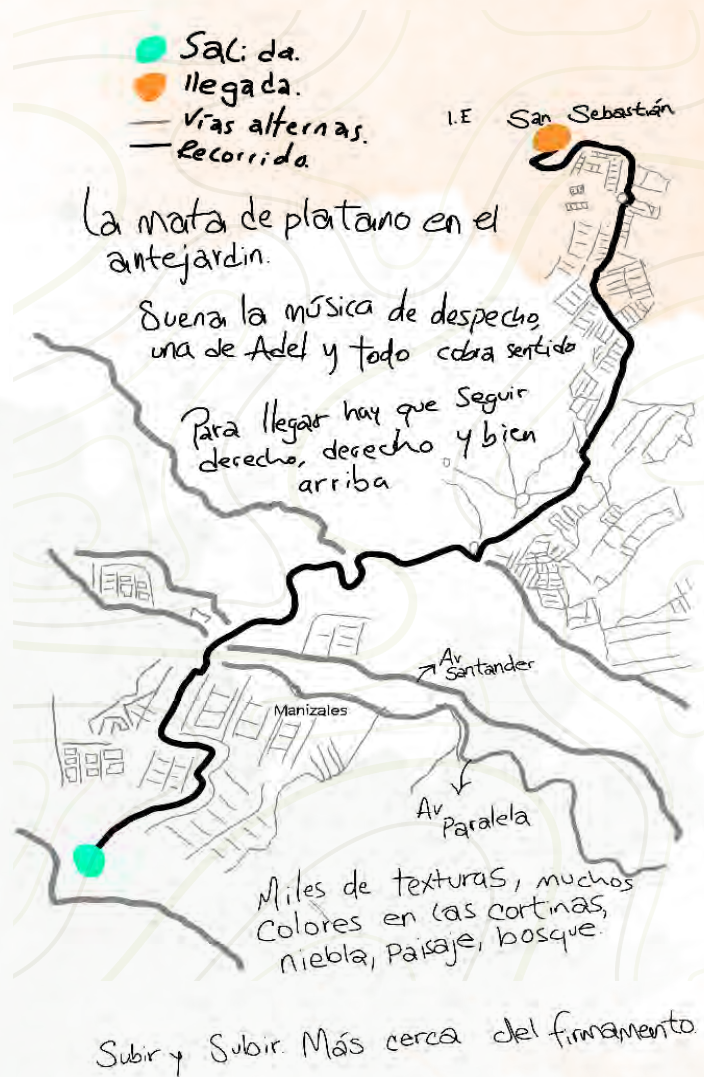 Salida.
llegada.
Vías alternas.
Recorrida
I.E San Sebastián
La mata de platano en el
antejardin.
Suena la música de despecho,
una de Adel y todo cobra sentido
Para llegar hay que Seguir
derecho, derecho y bien
arriba
Av
Santander
Manizales
Av
Paralela
Miles de texturas, muchos
Colores en las cortinas,
niebla, Paisaje, bosque.
Subir y Subir. Más cerca del firmamento